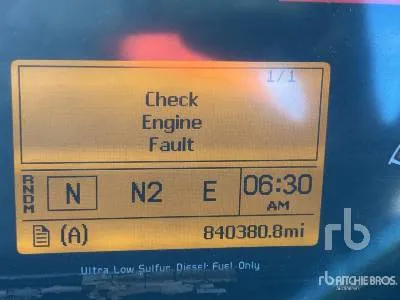 1/1
Check
Engine
Fault
RNDM N N2 E 06:30
AM
(A) 840380.8mi
Ultra Low Sulfur Diesel Fuel Only
rb
rb RITCHIE BROS.